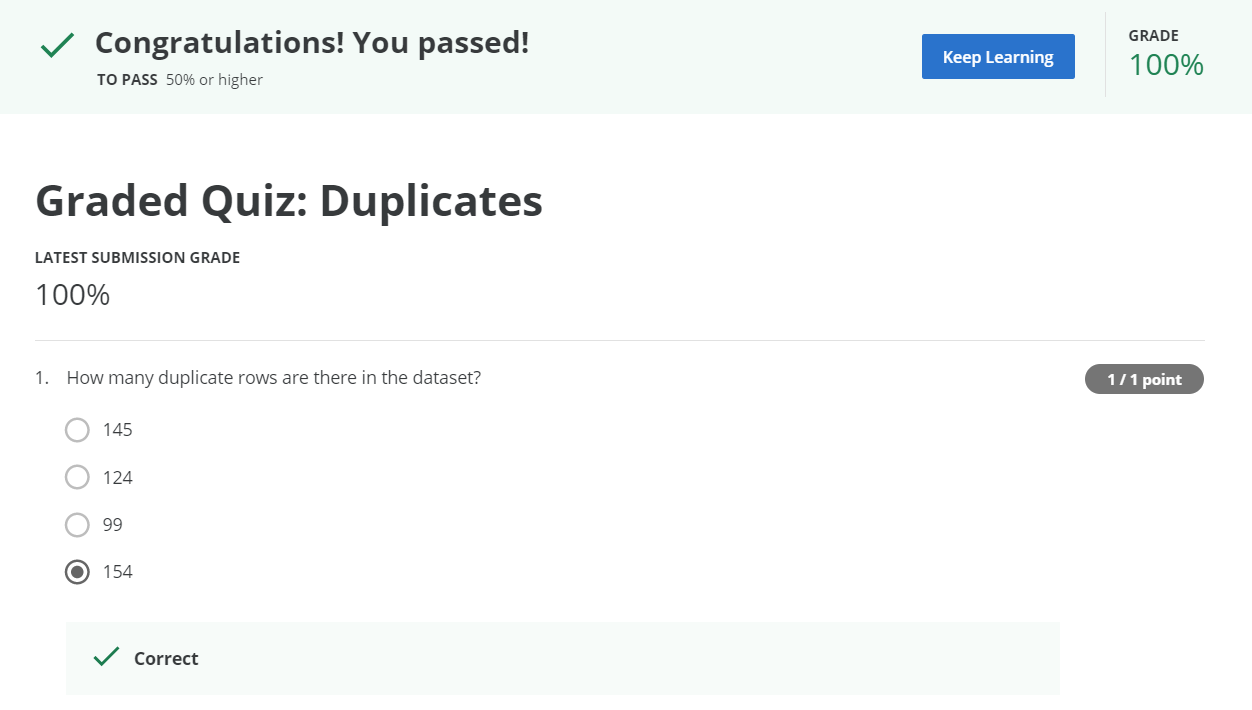 Congratulations! You passed!
TO PASS 50% or higher
Keep Learning
GRADE
100%
Graded Quiz: Duplicates
LATEST SUBMISSION GRADE
100%
1. How many duplicate rows are there in the dataset?
1 / 1 point
145
124
99
154
Correct